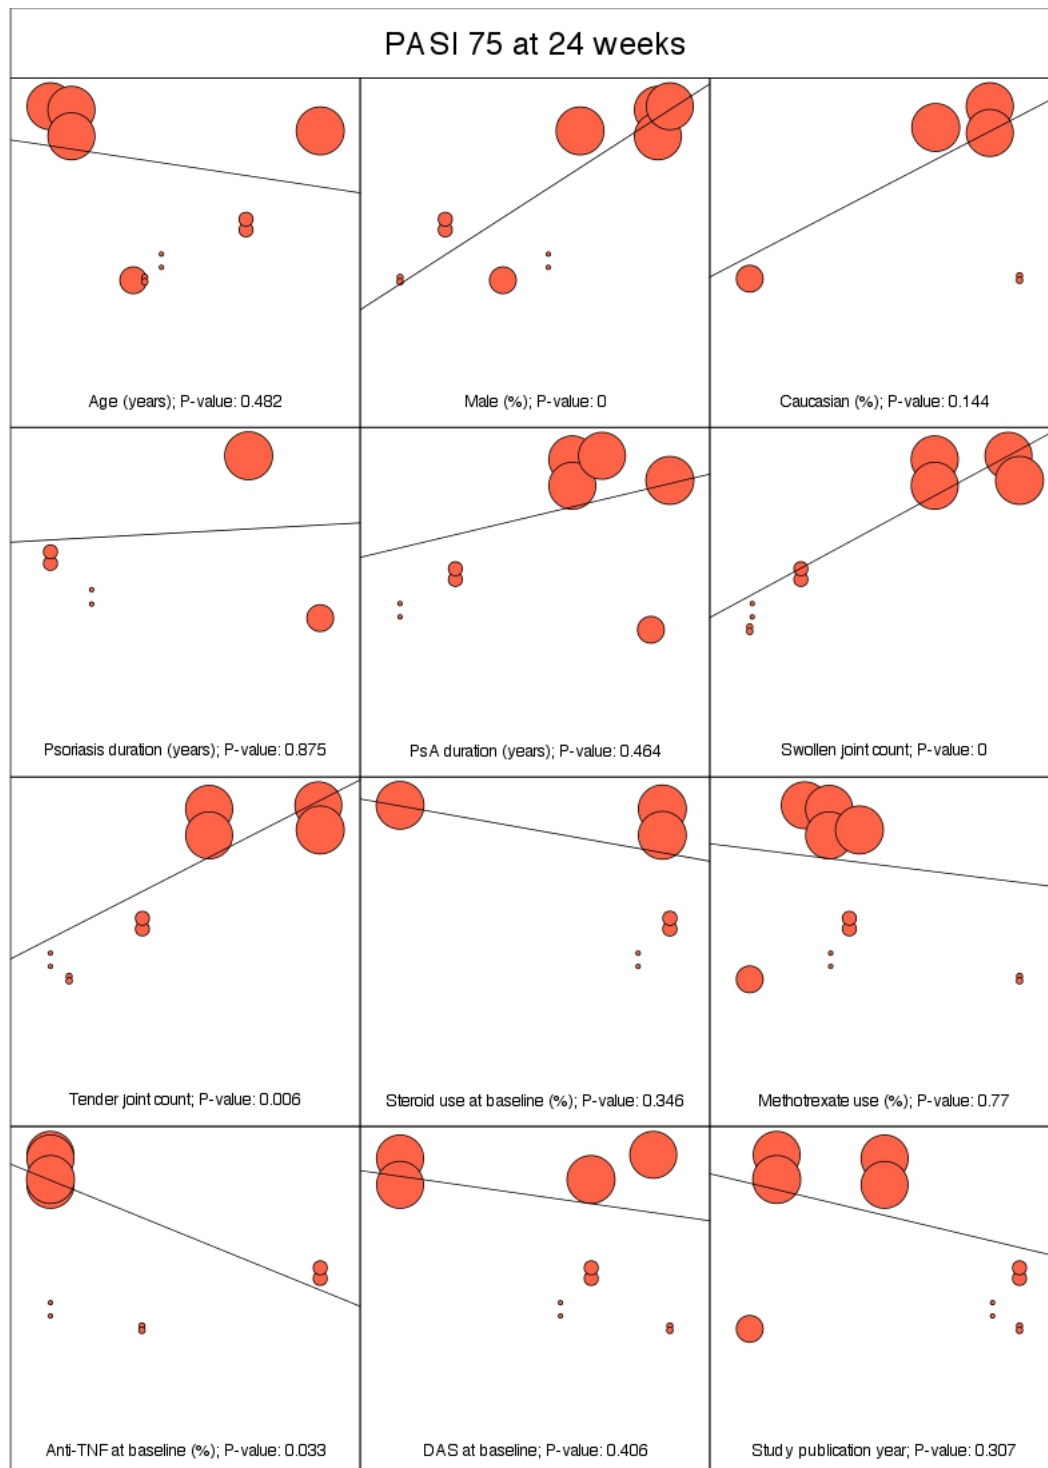 PASI 75 at 24 weeks
Age (years); P-value: 0.482
Male (%); P-value: 0
Caucasian (%); P-value: 0.144
Psoriasis duration (years); P-value: 0.875
PsA duration (years); P-value: 0.464
Swollen joint count; P-value: 0
Tender joint count; P-value: 0.006
Steroid use at baseline (%); P-value: 0.346
Methotrexate use (%); P-value: 0.77
Anti-TNF at baseline (%); P-value: 0.033
DAS at baseline; P-value: 0.406
Study publication year; P-value: 0.307